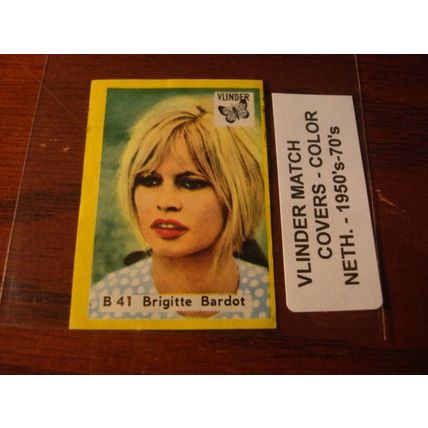 VLINDER
B 41 Brigitte Bardot
VLINDER MATCH
COVERS - COLOR
NETH. - 1950's-70's